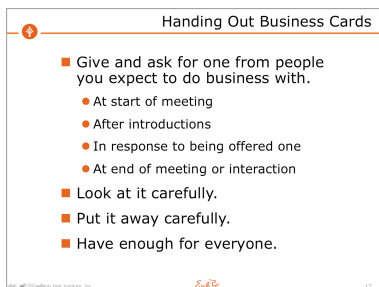 Handing Out Business Cards
Give and ask for one from people
you expect to do business with.
At start of meeting
After introductions
In response to being offered one
At end of meeting or interaction
Look at it carefully.
Put it away carefully.
Have enough for everyone.
17